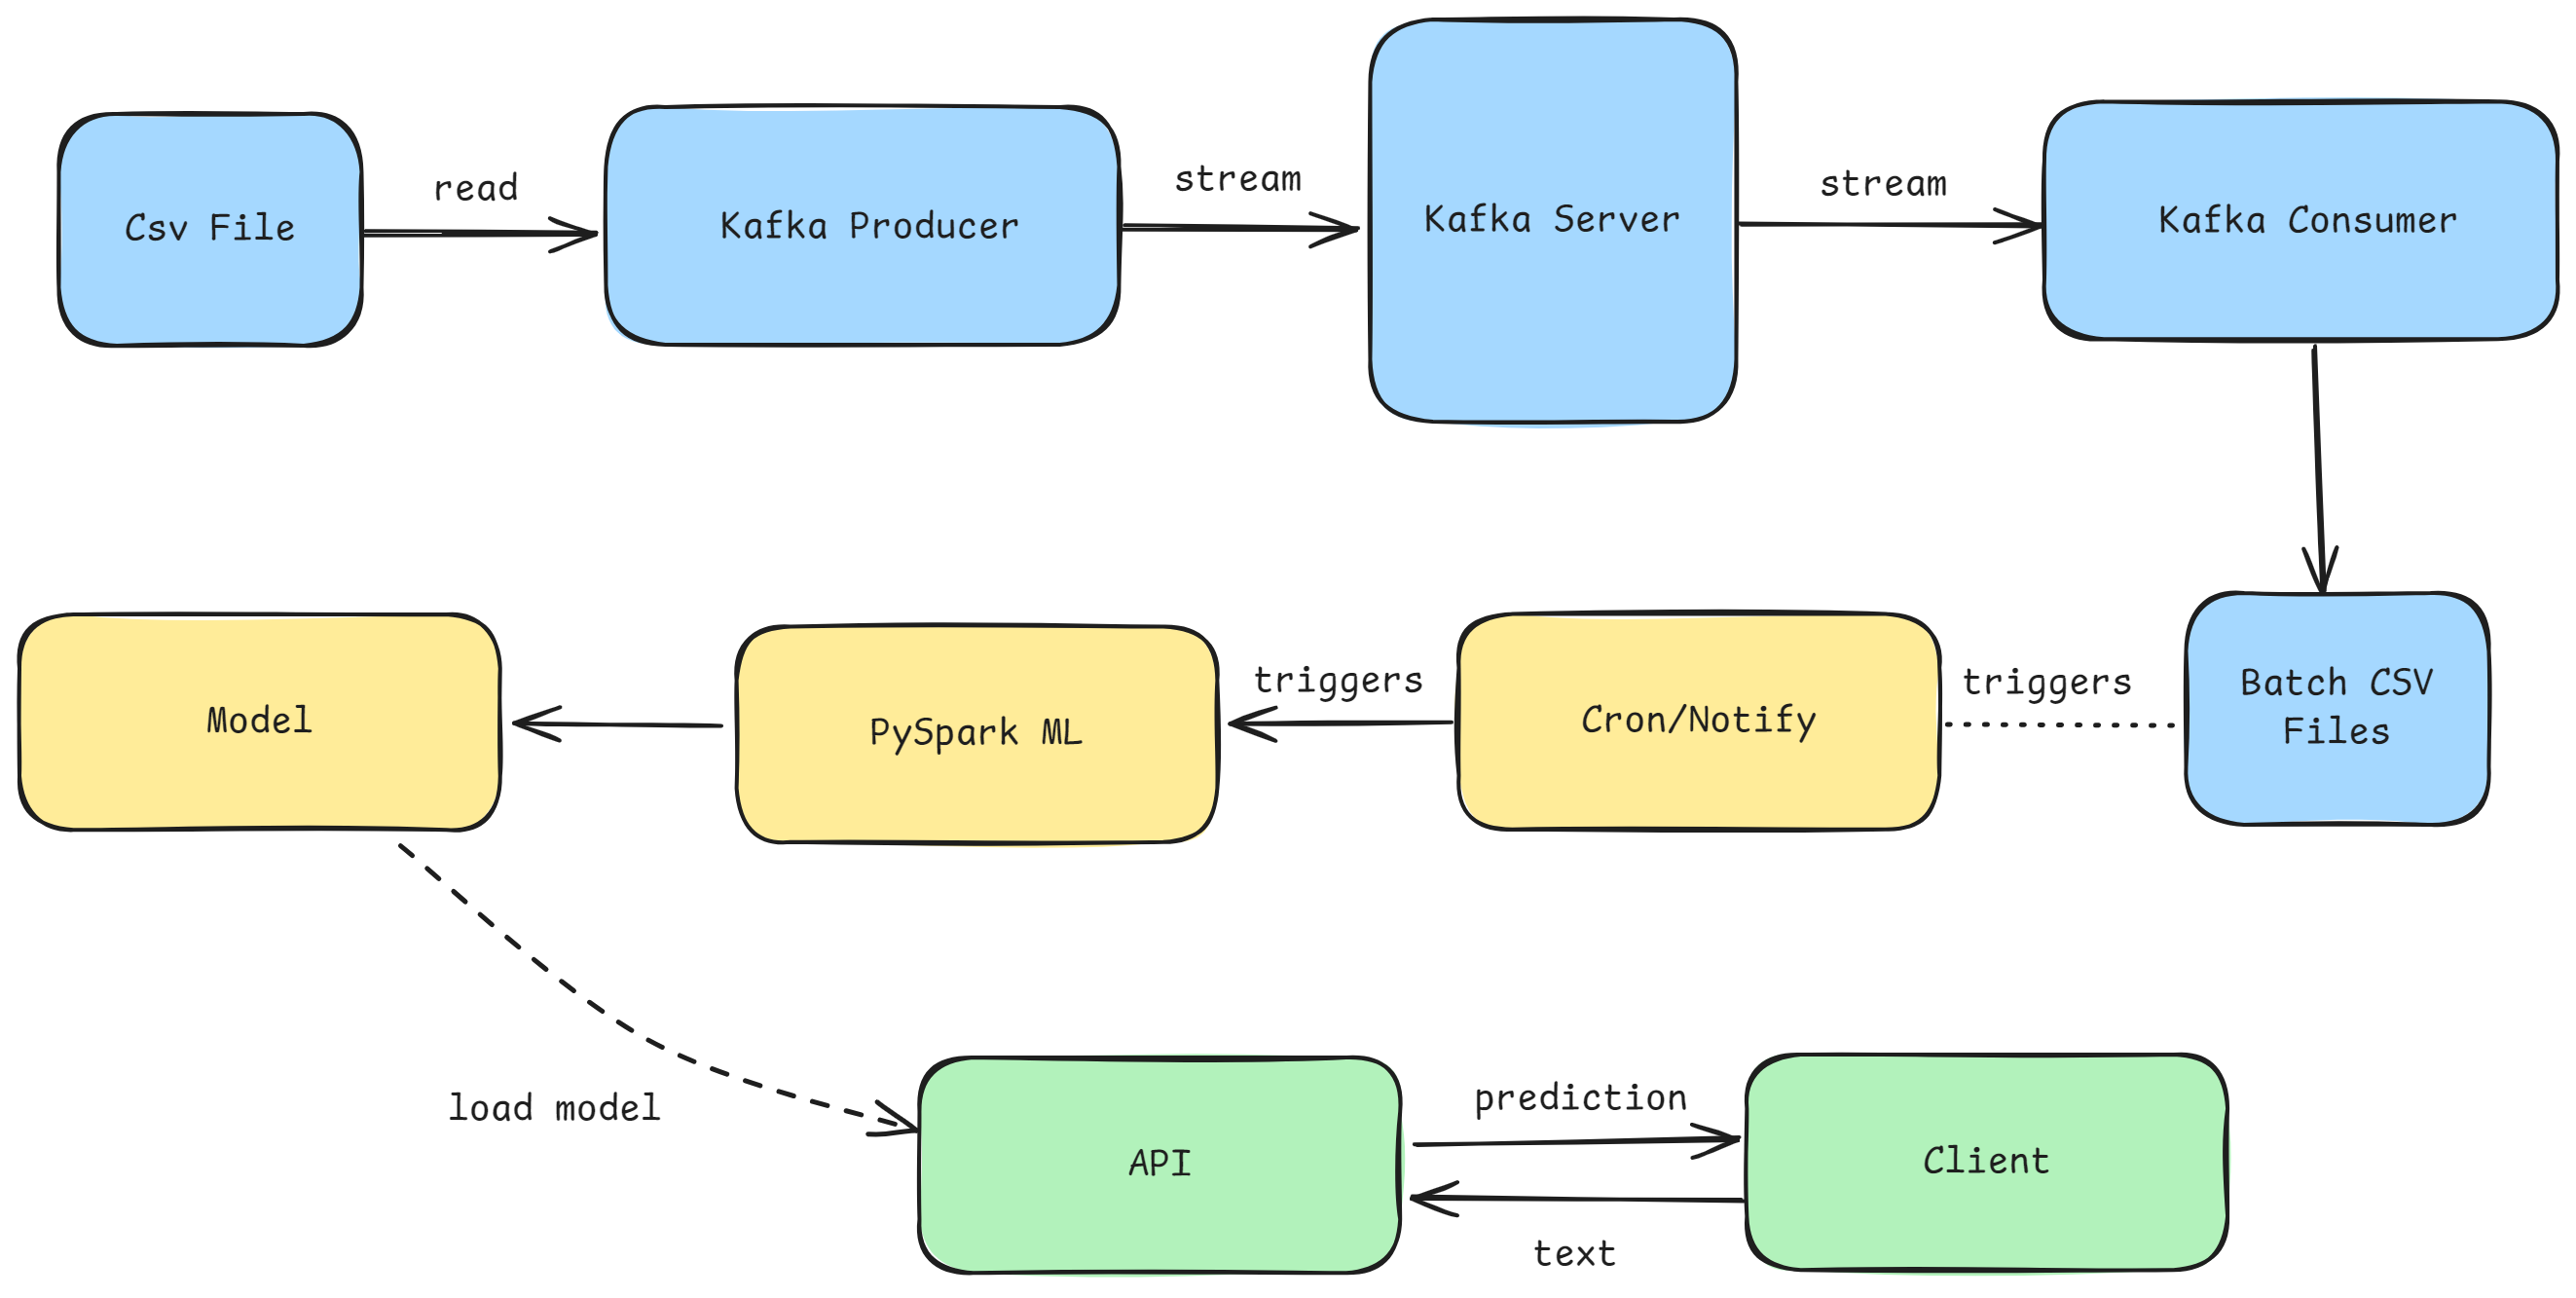 Csv File
read
Kafka Producer
stream
Kafka Server
stream
Kafka Consumer
Model
PySpark ML
triggers
Cron/Notify
triggers
Batch CSV
Files
load model
API
prediction
text
Client